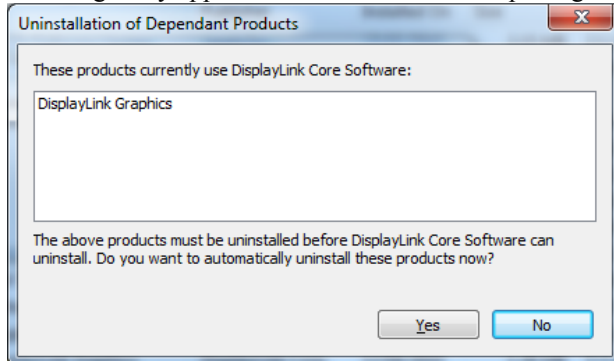 Uninstallation of Dependant Products
These products currently use DisplayLink Core Software:
DisplayLink Graphics
The above products must be uninstalled before DisplayLink Core Software can
uninstall. Do you want to automatically uninstall these products now?
Yes
No